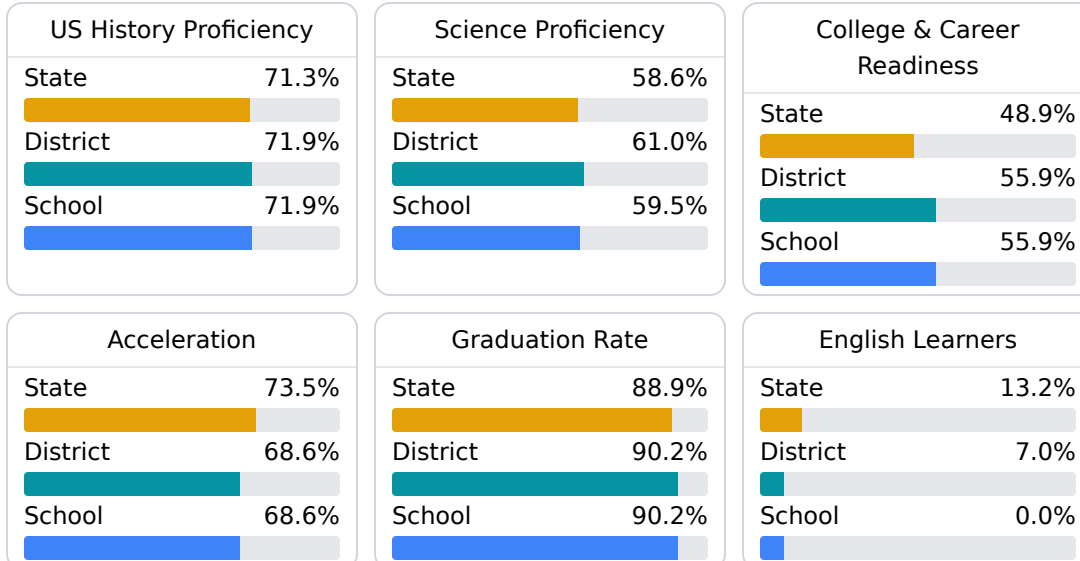 US History Proficiency
State 71.3%
District 71.9%
School 71.9%
Science Proficiency
State 58.6%
District 61.0%
School 59.5%
College & Career
Readiness
State 48.9%
District 55.9%
School 55.9%
Acceleration
State 73.5%
District 68.6%
School 68.6%
Graduation Rate
State 88.9%
District 90.2%
School 90.2%
English Learners
State 13.2%
District 7.0%
School 0.0%